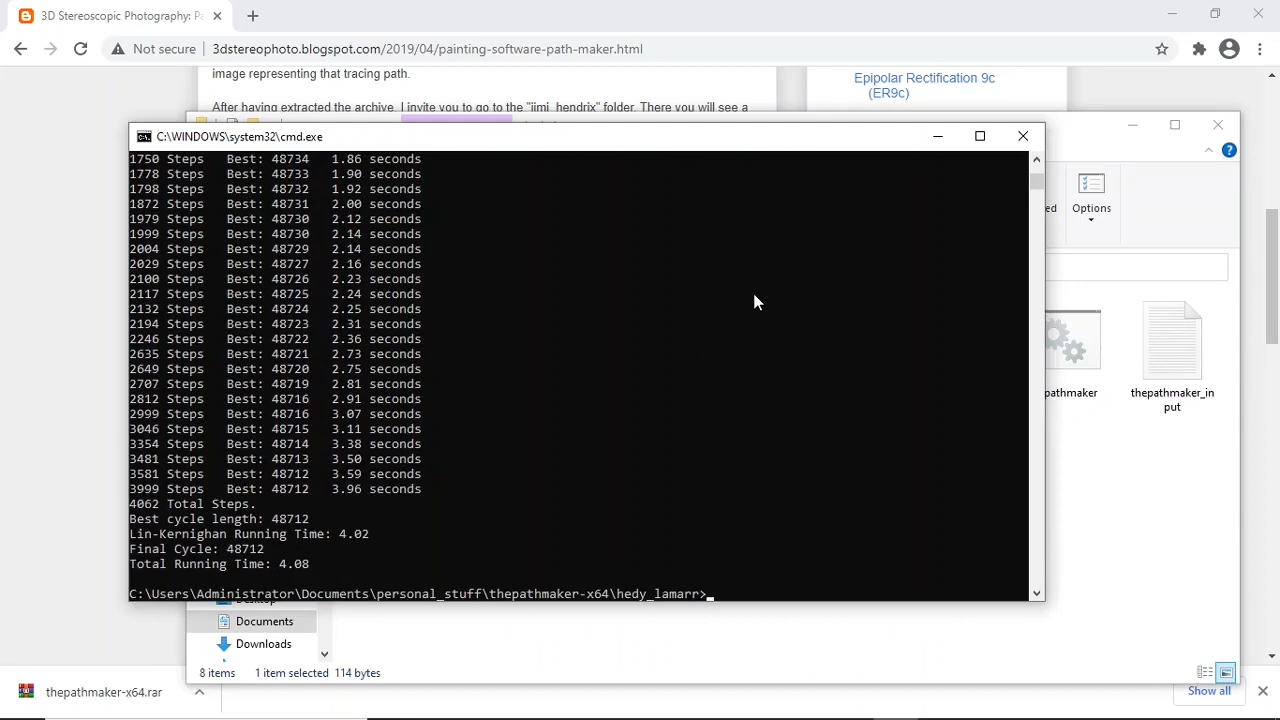 3D Stereoscopic Photography: Pa
Not secure
3dstereophoto.blogspot.com/2019/04/painting-software-path-maker.html
image representing that tracing path.
Epipolar Rectification 9c
(ER9c)
After having extracted the archive, I invite you to go to the "jimi_hendrix" folder. There you will see a
C:\WINDOWS\system32\cmd.exe
1750 Steps   Best: 48734   1.86 seconds
1778 Steps   Best: 48733   1.90 seconds
1798 Steps   Best: 48732   1.92 seconds
1872 Steps   Best: 48731   2.00 seconds
1979 Steps   Best: 48730   2.12 seconds
1999 Steps   Best: 48730   2.14 seconds
2004 Steps   Best: 48729   2.14 seconds
2029 Steps   Best: 48727   2.16 seconds
2100 Steps   Best: 48726   2.23 seconds
2117 Steps   Best: 48725   2.24 seconds
2132 Steps   Best: 48724   2.25 seconds
2194 Steps   Best: 48723   2.31 seconds
2246 Steps   Best: 48722   2.36 seconds
2635 Steps   Best: 48721   2.73 seconds
2649 Steps   Best: 48720   2.75 seconds
2707 Steps   Best: 48719   2.81 seconds
2812 Steps   Best: 48716   2.91 seconds
2999 Steps   Best: 48716   3.07 seconds
3046 Steps   Best: 48715   3.11 seconds
3354 Steps   Best: 48714   3.38 seconds
3481 Steps   Best: 48713   3.50 seconds
3581 Steps   Best: 48712   3.59 seconds
3999 Steps   Best: 48712   3.96 seconds
4062 Total Steps.
Best cycle length: 48712
Lin-Kernighan Running Time: 4.02
Final Cycle: 48712
Total Running Time: 4.08
C:\Users\Administrator\Documents\personal_stuff\thepathmaker-x64\hedy_lamarr>
ed
Options
pathmaker
thepathmaker_in
put
Documents
Downloads
8 items
1 item selected
114 bytes
thepathmaker-x64.rar
Show all